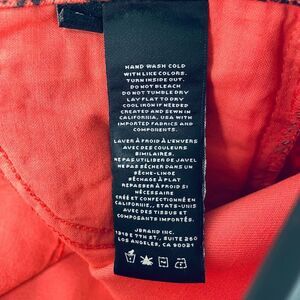 HAND WASH COLD
WITH LIKE COLORS.
TURN INSIDE OUT.
DO NOT BLEACH
DO NOT TUMBLE DRY
LAY FLAT TO DRY
COOL IRON IF NEEDED
CREATED AND SEWN IN
CALIFORNIA, USA WITH
IMPORTED FABRICS AND
COMPONENTS.
LAVER À FROID À L'ENVERS
AVEC DES COULEURS
SIMILAIRES.
NE PAS UTILISER DE JAVEL
NE PAS SÉCHER DANS UN
SÈCHE-LINGE
SÉCHAGE À PLAT
REPASSER À FROID SI
NÉCESSAIRE
CRÉÉ ET CONFECTIONNÉ EN
CALIFORNIE, ETATS-UNIS
AVEC DES TISSUS ET
COMPOSANTS IMPORTÉS.
JBRAND INC.
1318 E 7TH ST., SUITE 260
LOS ANGELES, CA 90021